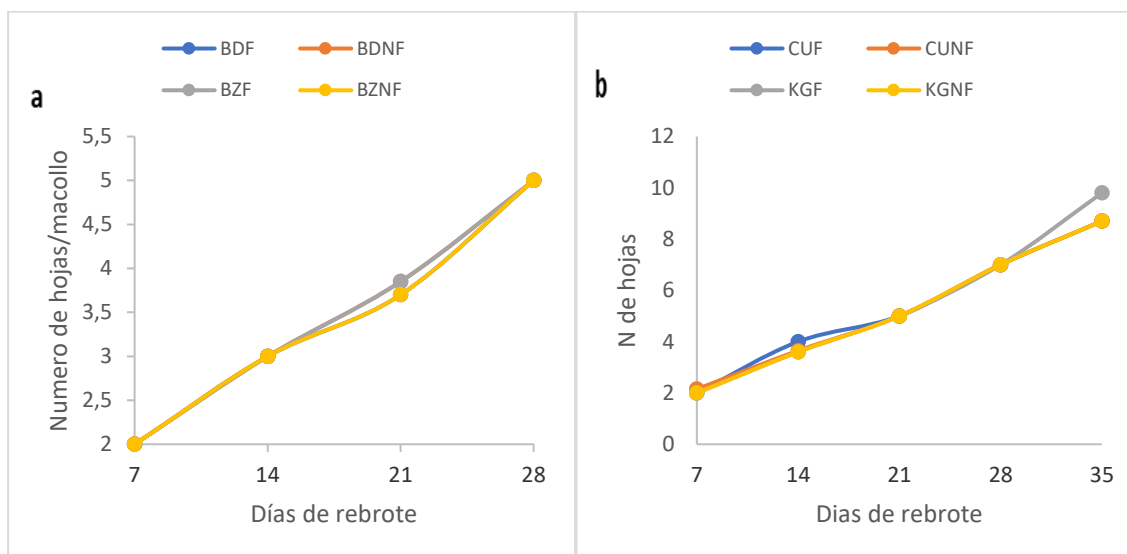 BDF BDNF
BZF BZNF
a
Numero de hojas/macollo
5,5
5
4,5
4
3,5
3
2,5
2
7 14 21 28
Días de rebrote
CUF CUNF
KGF KGNF
b
N de hojas
12
10
8
6
4
2
0
7 14 21 28 35
Dias de rebrote